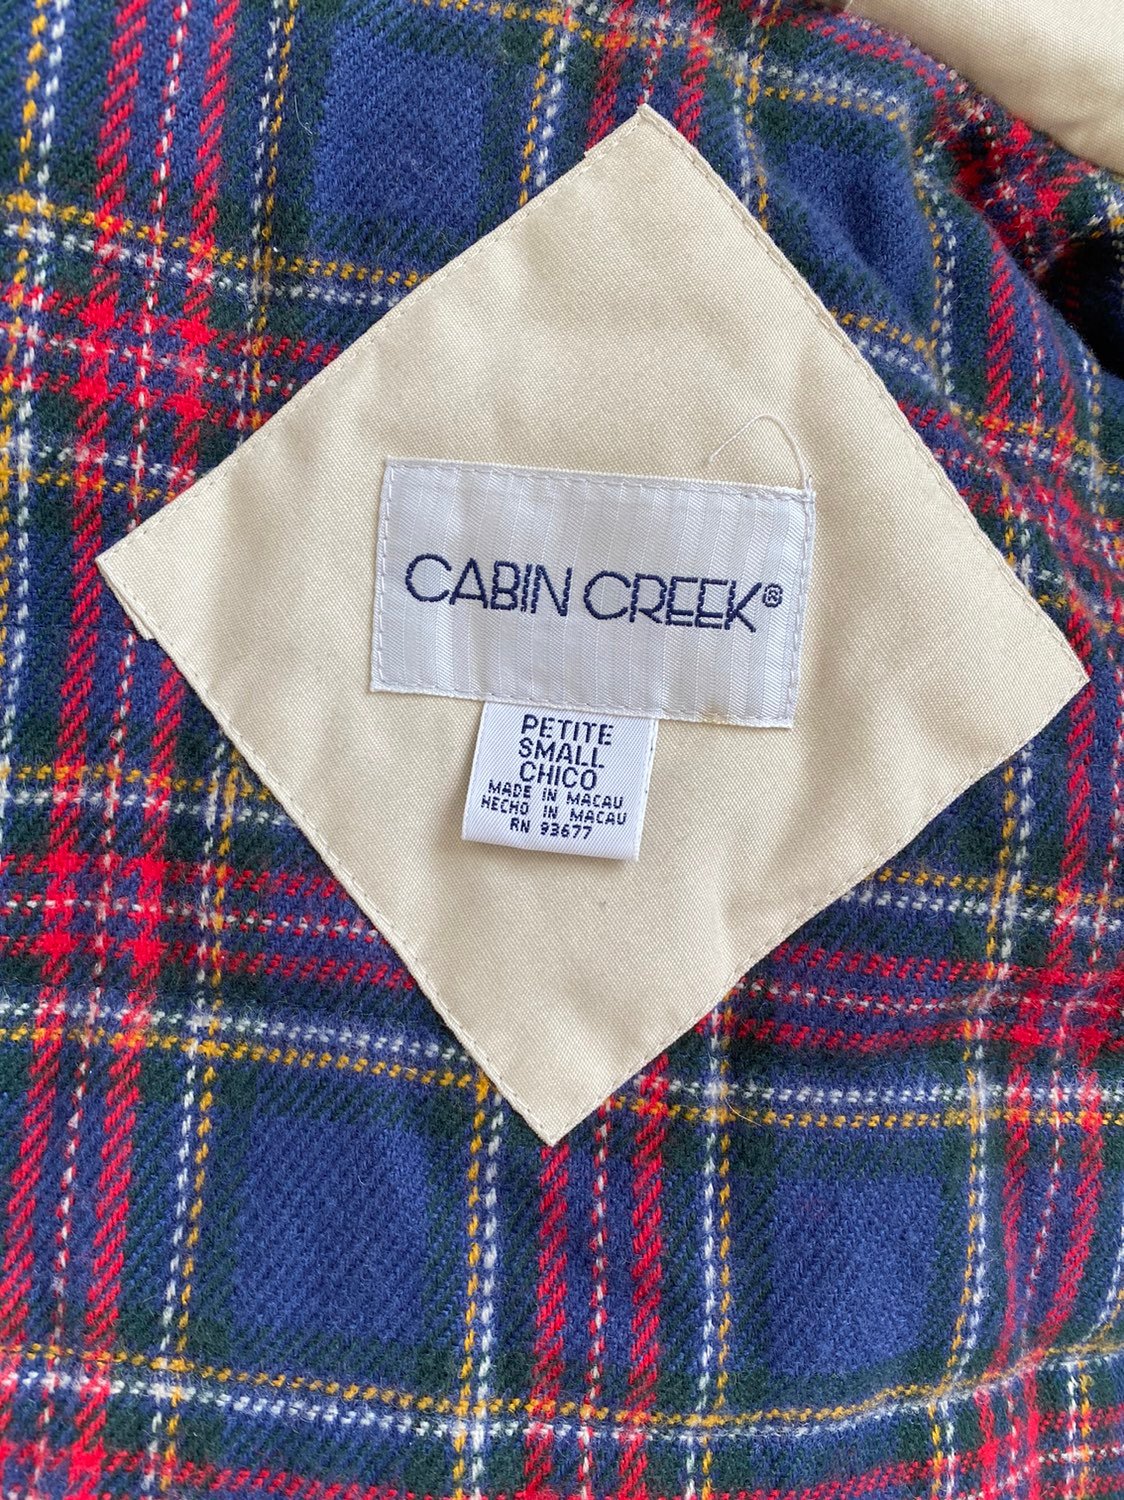 CABIN CREEK®
PETITE
SMALL
CHICO
MADE IN MACAU
HECHO IN MACAU
RN 93677